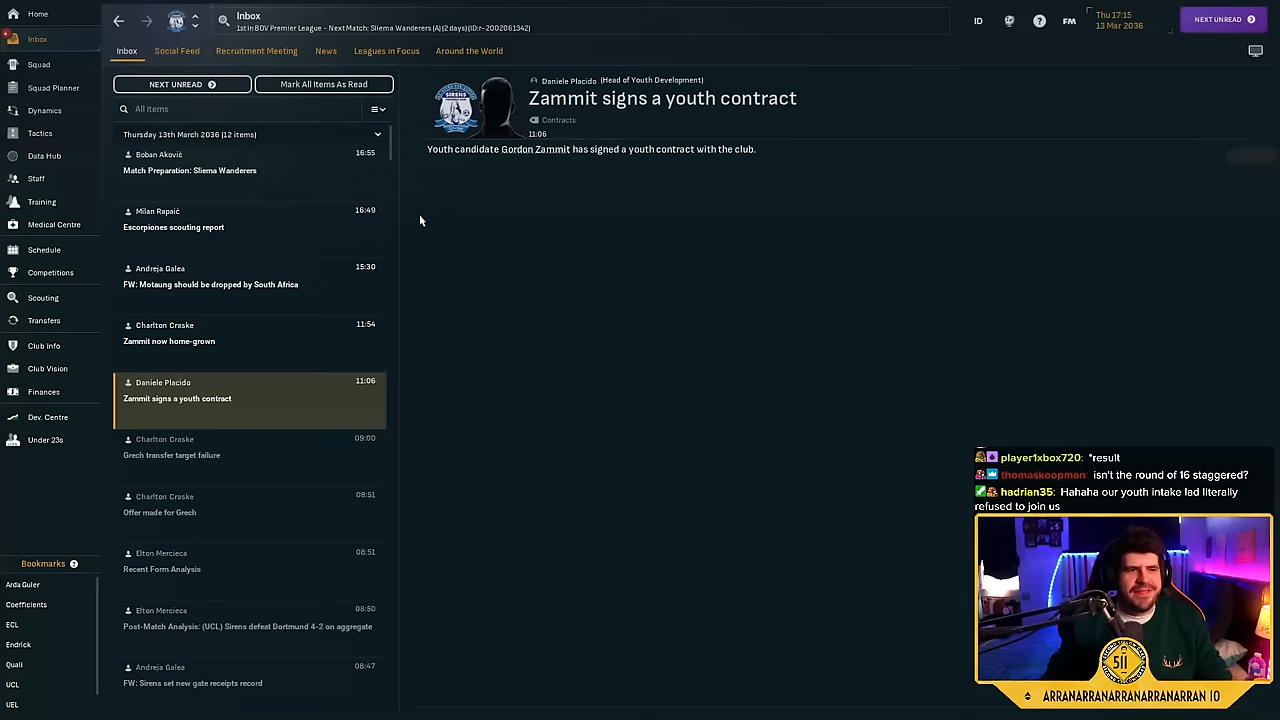 Home
Inbox
Squad
Squad Planner
Dynamics
Tactics
Data Hub
Staff
Training
Medical Centre
Schedule
Competitions
Scouting
Transfers
Club Info
Club Vision
Finances
Dev. Centre
Under 23s
Bookmarks ?
Arda Guler
Coefficients
ECL
Endrick
Quali
UCL
UEL
Inbox
1st in BOV Premier League - Next Match: Sliema Wanderers (A) (2 days) (ID:r-2002061342)
ID
?
FM
Thu 17:15
13 Mar 2036
NEXT UNREAD
Inbox Social Feed Recruitment Meeting News Leagues in Focus Around the World
NEXT UNREAD Mark All Items As Read
All Items
Thursday 13th March 2036 (12 items)
Boban Aković 16:55
Match Preparation: Sliema Wanderers
Milan Rapaić 16:49
Escorpiones scouting report
Andreja Galea 15:30
FW: Motaung should be dropped by South Africa
Charlton Craske 11:54
Zammit now home-grown
Daniele Placido 11:06
Zammit signs a youth contract
Charlton Craske 09:00
Grech transfer target failure
Charlton Craske 08:51
Offer made for Grech
Elton Mercieca 08:51
Recent Form Analysis
Elton Mercieca 08:50
Post-Match Analysis: (UCL) Sirens defeat Dortmund 4-2 on aggregate
Andreja Galea 08:47
FW: Sirens set new gate receipts record
SIRENS
Daniele Placido (Head of Youth Development)
Zammit signs a youth contract
Contracts
11:06
Youth candidate Gordon Zammit has signed a youth contract with the club.
player1xbox720: *result
thomaskoopman: isn't the round of 16 staggered?
hadrian35: Hahaha our youth intake lad literally
refused to join us
511
ARRANARRANARRANARRANARRAN 10